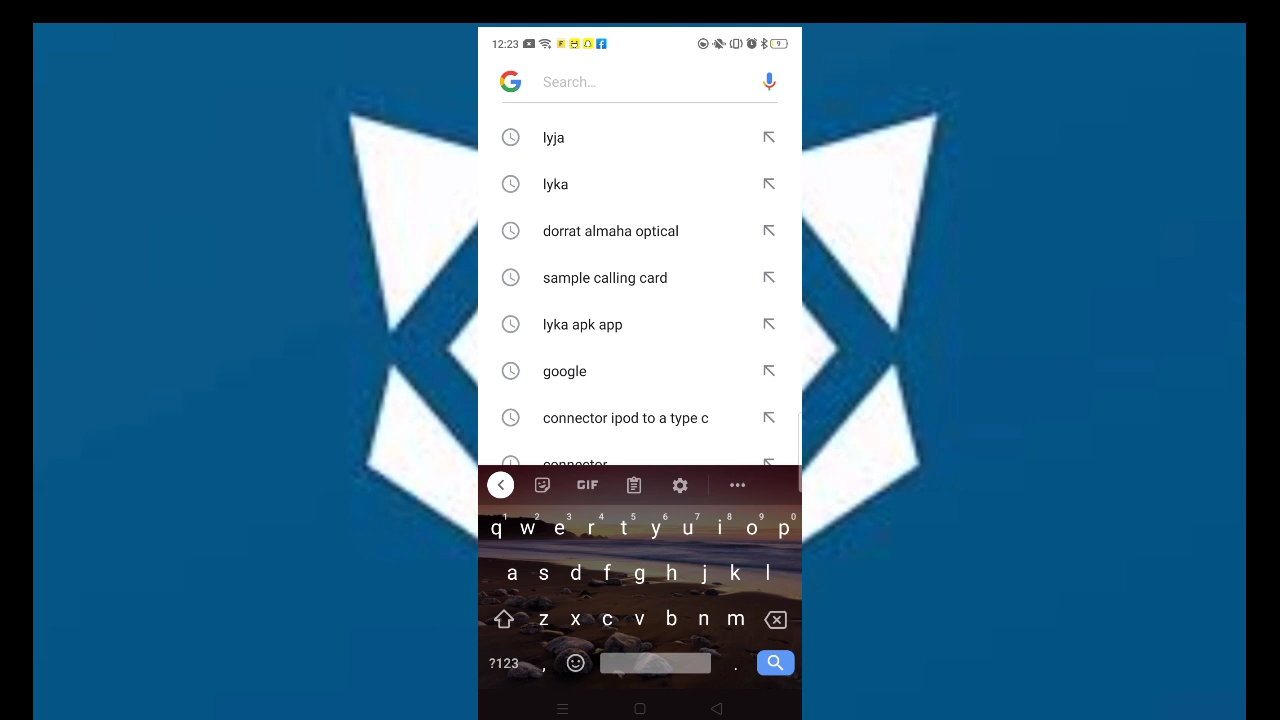 12:23
9
Search...
lyja
lyka
dorrat almaha optical
sample calling card
lyka apk app
google
connector ipod to a type c
connector
GIF
1 2 3 4 5 6 7 8 9 0
q w e r t y u i o p
a s d f g h j k l
z x c v b n m
?123 , .